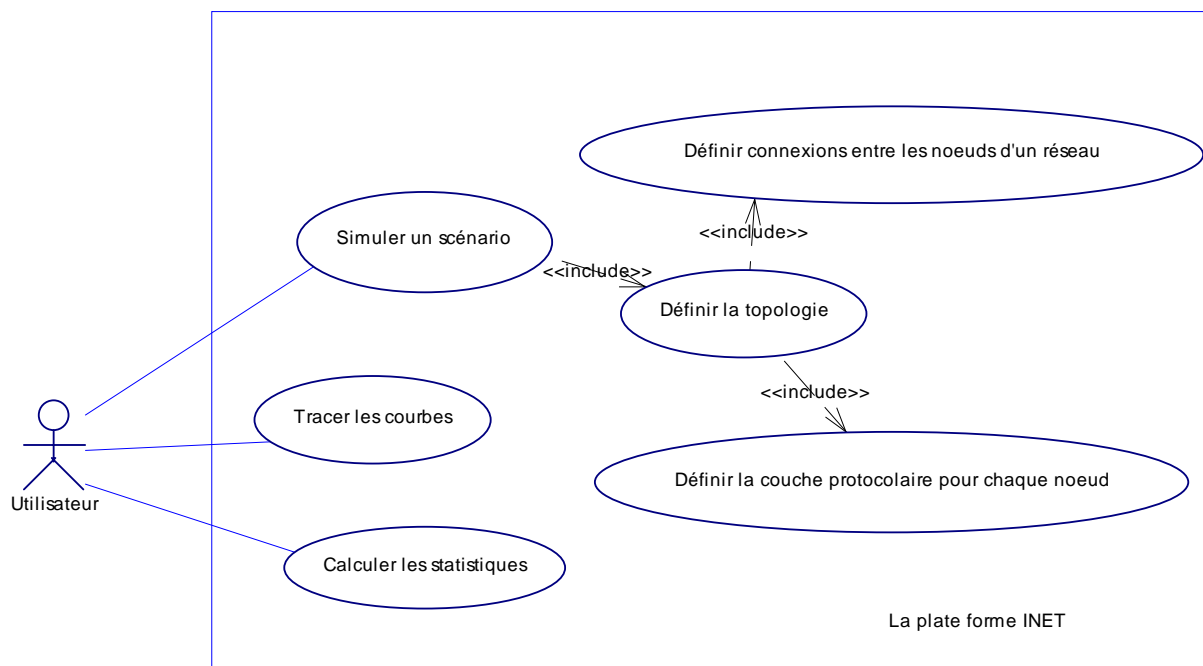 Définir connexions entre les noeuds d'un réseau
<<include>>
Simuler un scénario
<<include>>
Définir la topologie
<<include>>
Tracer les courbes
Définir la couche protocolaire pour chaque noeud
Utilisateur
Calculer les statistiques
La plate forme INET